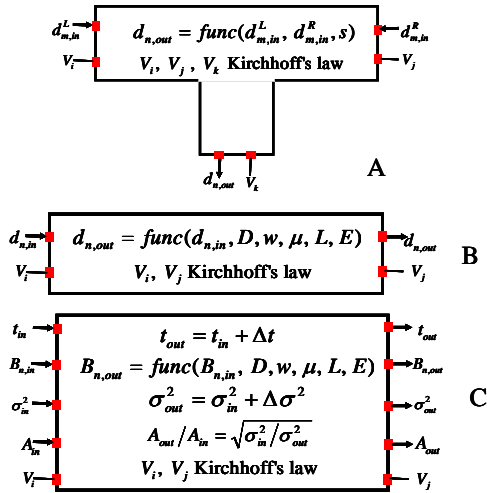 d^L_{m,in} d_{n,out} = func(d^L_{m,in}, d^R_{m,in}, s) d^R_{m,in}
V_i V_i, V_j, V_k Kirchhoff's law V_j
d_{n,out} V_k
A
d_{n,in} d_{n,out} = func(d_{n,in}, D, w, μ, L, E) d_{n,out}
B
V_i V_i, V_j Kirchhoff's law V_j
t_{in} t_{out} = t_{in} + Δt t_{out}
B_{n,in} B_{n,out} = func(B_{n,in}, D, w, μ, L, E) B_{n,out}
σ^2_{in} σ^2_{out} = σ^2_{in} + Δσ^2 σ^2_{out}
C
A_{in} A_{out}/A_{in} = √(σ^2_{in}/σ^2_{out}) A_{out}
V_i V_i, V_j Kirchhoff's law V_j